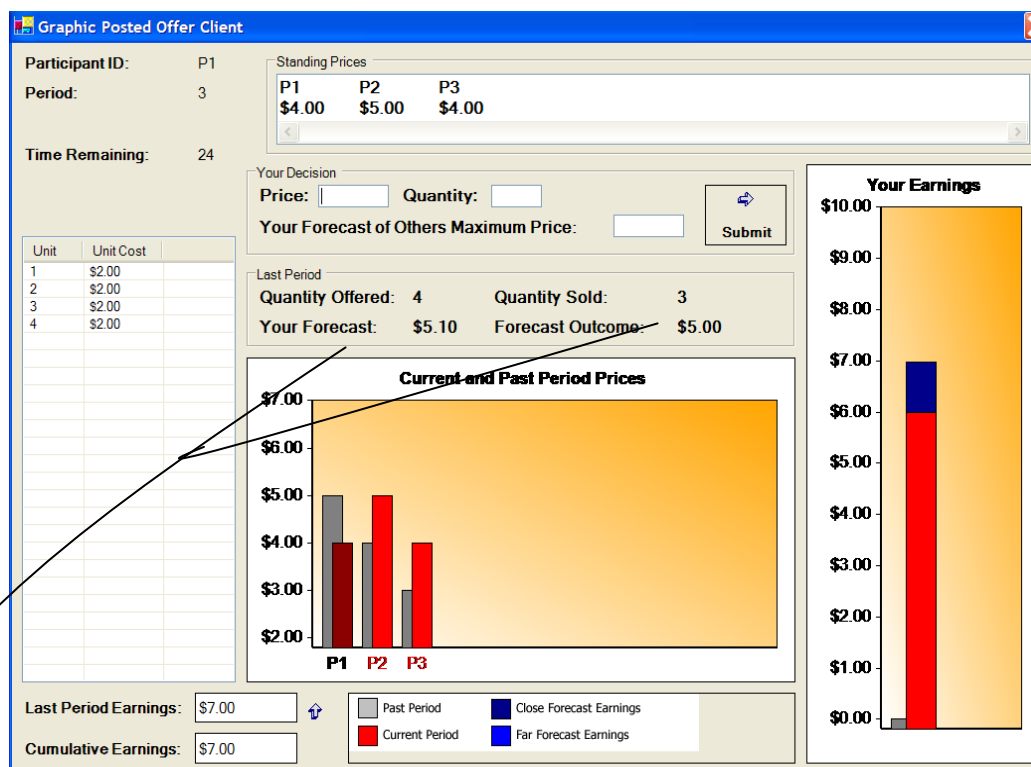 Graphic Posted Offer Client
Participant ID: P1
Period: 3
Time Remaining: 24
Standing Prices
P1 P2 P3
$4.00 $5.00 $4.00
Your Decision
Price: Quantity:
Your Forecast of Others Maximum Price:
Submit
Unit Unit Cost
1 $2.00
2 $2.00
3 $2.00
4 $2.00
Last Period
Quantity Offered: 4 Quantity Sold: 3
Your Forecast: $5.10 Forecast Outcome: $5.00
Current and Past Period Prices
$7.00
$6.00
$5.00
$4.00
$3.00
$2.00
P1 P2 P3
Your Earnings
$10.00
$9.00
$8.00
$7.00
$6.00
$5.00
$4.00
$3.00
$2.00
$1.00
$0.00
Last Period Earnings: $7.00
Cumulative Earnings: $7.00
Past Period Close Forecast Earnings
Current Period Far Forecast Earnings